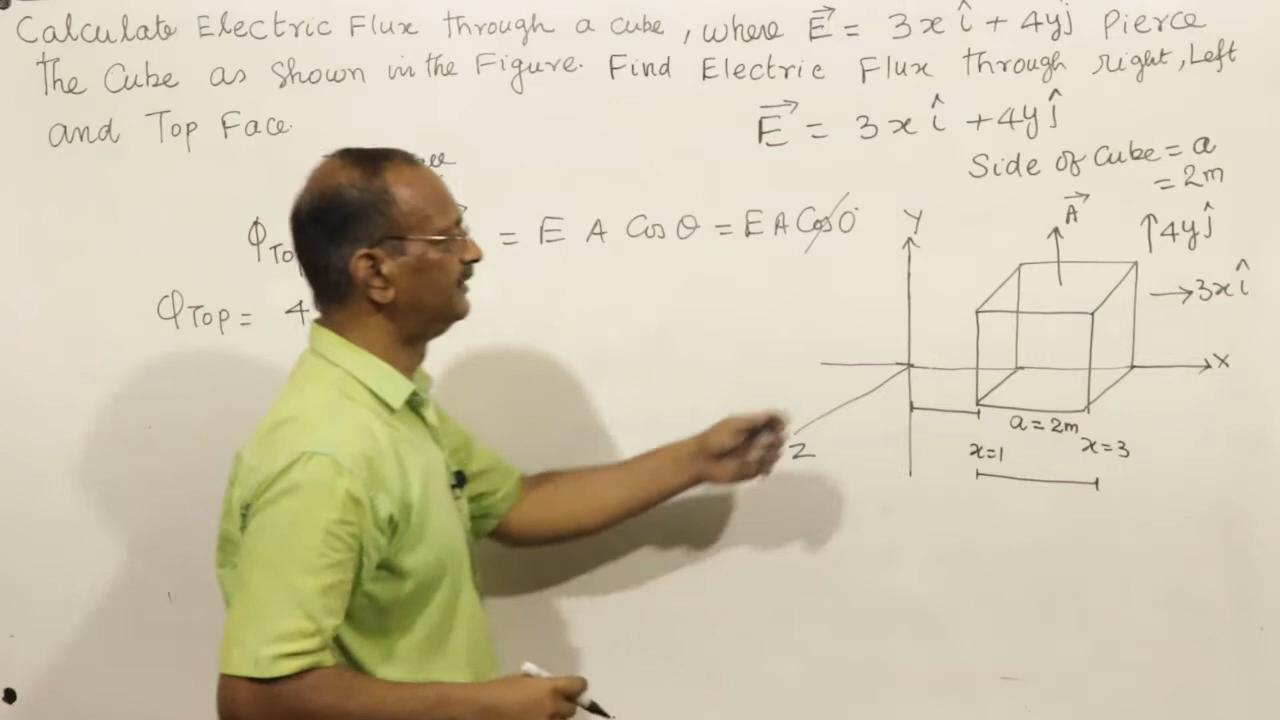 Calculate Electric Flux through a cube, where E⃗ = 3x î + 4y ĵ Pierce
The Cube as Shown in the Figure. Find Electric Flux through right, Left
and Top Face.
E⃗ = 3x î + 4y ĵ
Side of Cube = a
= 2m
= E A Cos θ = E A Cos 0°
φTop = 4
Y
A⃗
↑4y ĵ
→3x î
X
Z
a = 2m
x=1
x=3